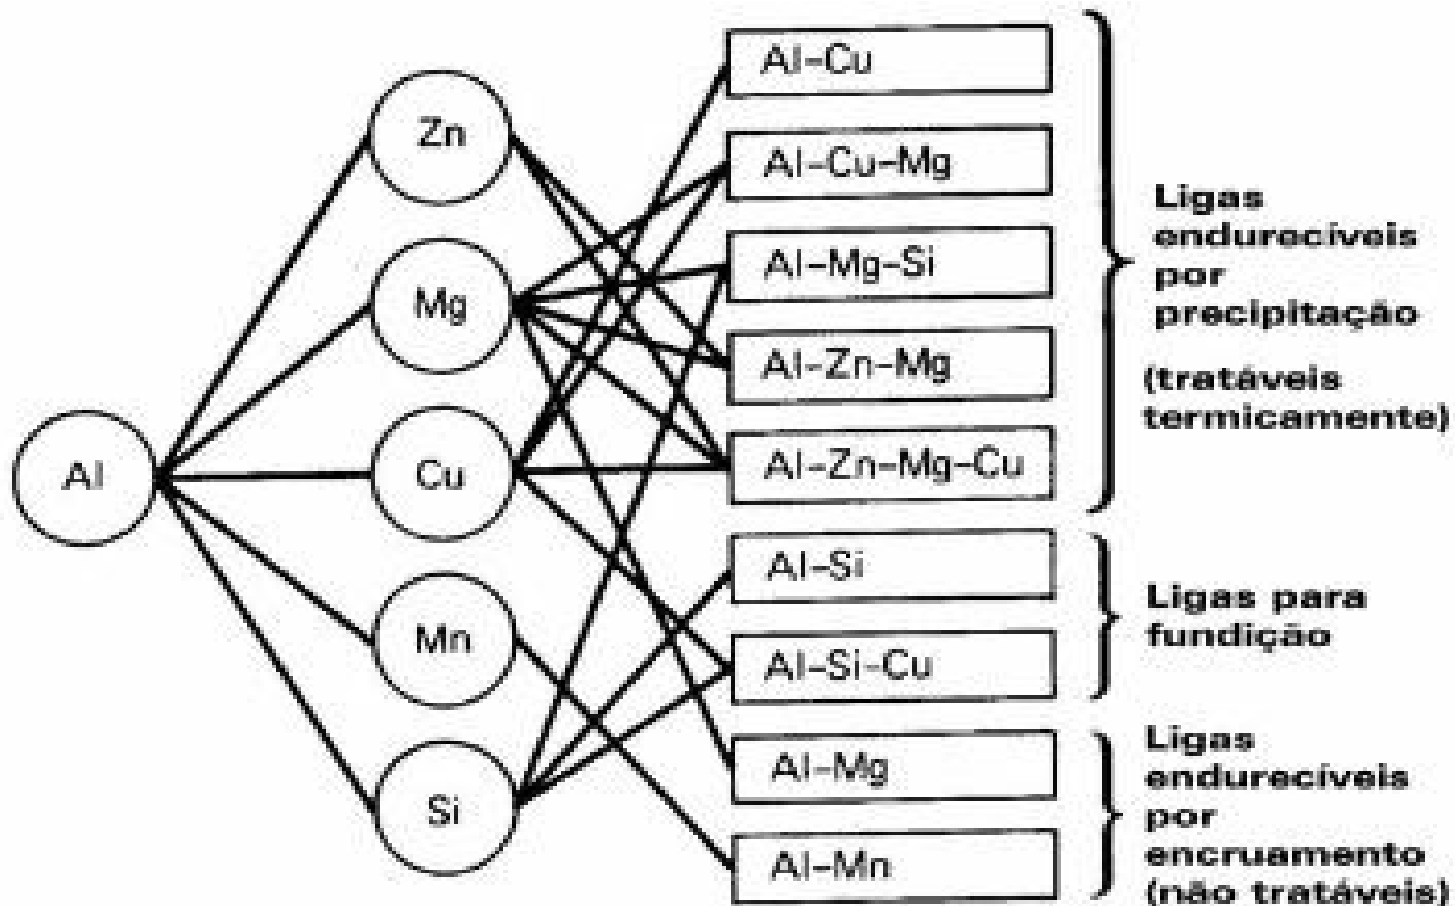 Al
Zn
Mg
Cu
Mn
Si
Al-Cu
Al-Cu-Mg
Al-Mg-Si
Al-Zn-Mg
Al-Zn-Mg-Cu
Al-Si
Al-Si-Cu
Al-Mg
Al-Mn
Ligas
endurecíveis
por
precipitação
(tratáveis
termicamente)
Ligas para
fundição
Ligas
endurecíveis
por
encruamento
(não tratáveis)